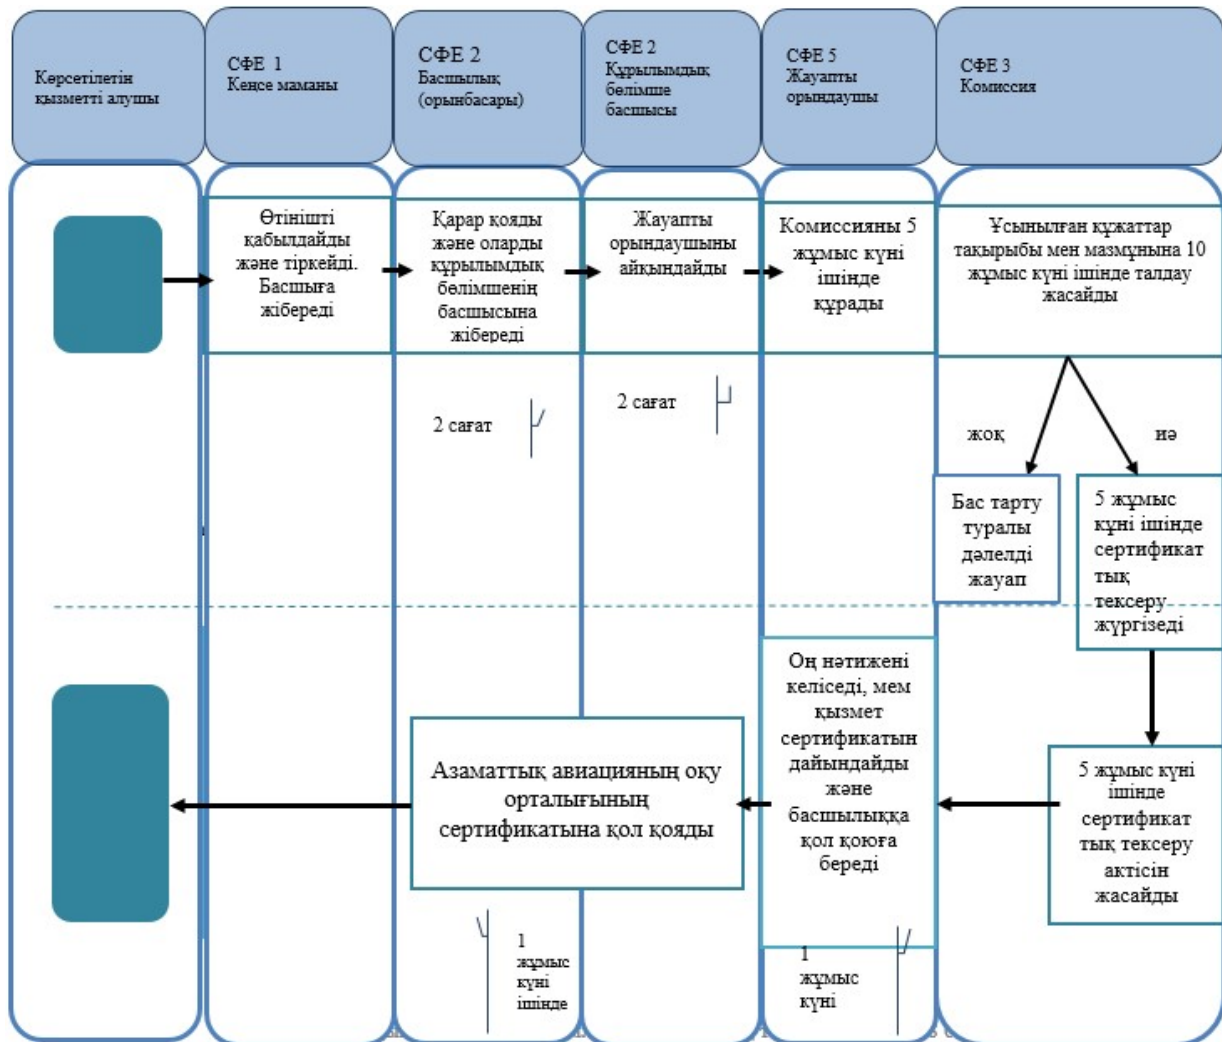 Көрсетілетін
қызметті алушы
СФЕ 1
Кеңсе маманы
СФЕ 2
Басшылық
(орынбасары)
СФЕ 2
Құрылымдық
бөлімше
басшысы
СФЕ 5
Жауапты
орындаушы
СФЕ 3
Комиссия
Өтінішті
қабылдайды
және тіркейді.
Басшыға
жібереді
Қарар қояды
және оларды
құрылымдық
бөлімшенің
басшысына
жібереді
Жауапты
орындаушыны
айқындайды
Комиссияны 5
жұмыс күні
ішінде
құрады
Ұсынылған құжаттар
тақырыбы мен мазмұнына 10
жұмыс күні ішінде талдау
жасайды
2 сағат
2 сағат
жоқ
иә
Бас тарту
туралы
дәлелді
жауап
5 жұмыс
күні ішінде
сертификат
тық
тексеру
жүргізеді
Оң нәтижені
келіседі, мем
қызмет
сертификатын
дайындайды
және
басшылыққа
қол қоюға
береді
Азаматтық авиацияның оқу
орталығының
сертификатына қол қояды
5 жұмыс күні
ішінде
сертификат
тық тексеру
актісін
жасайды
1
жұмыс
күні
ішінде
1
жұмыс
күні